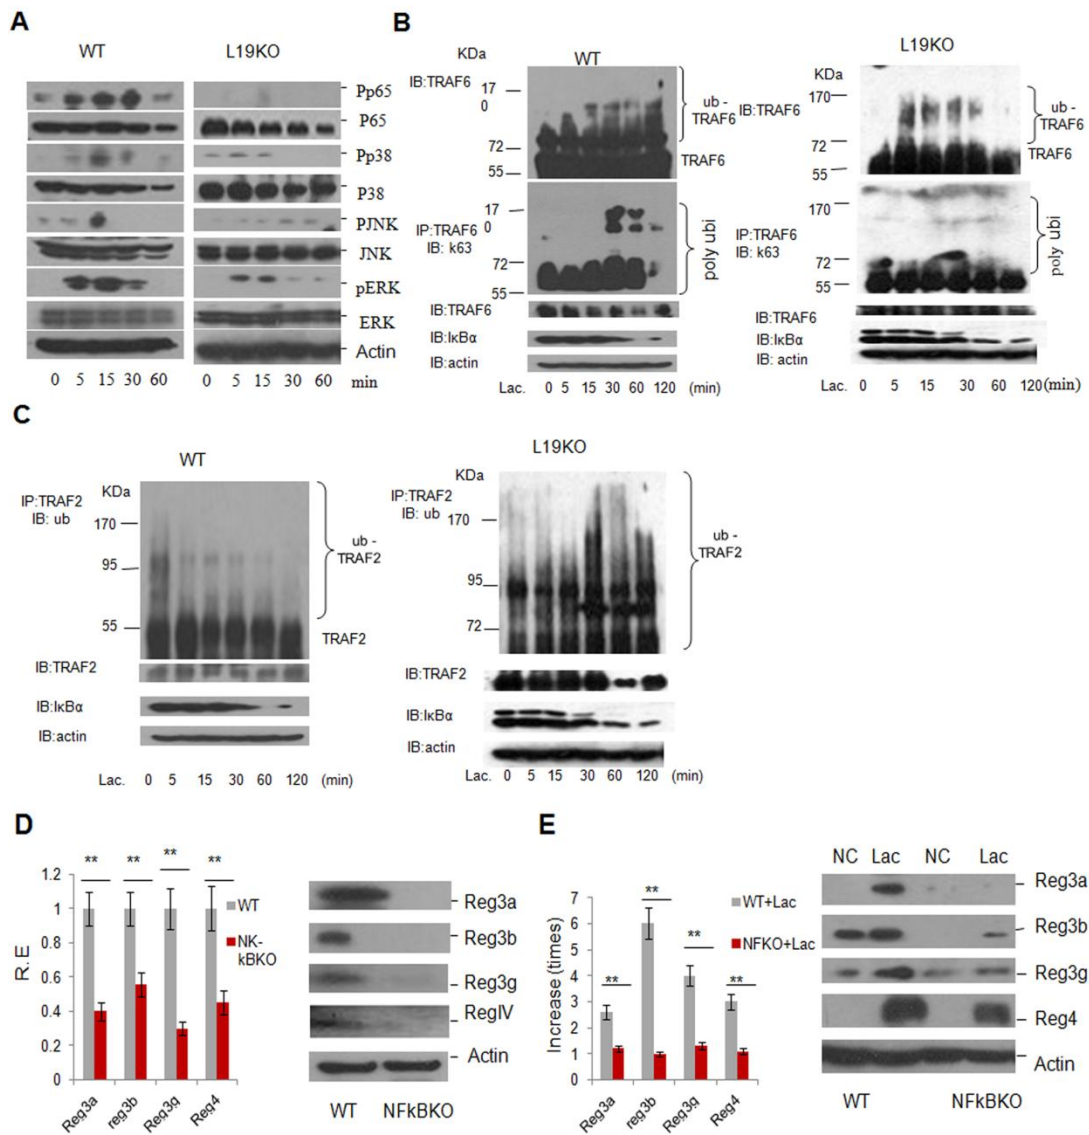 A
WT
L19KO
Pp65
P65
Pp38
P38
PJNK
JNK
pERK
ERK
Actin
0 5 15 30 60
0 5 15 30 60
min
B
KDa
WT
IB:TRAF6
17
0
ub -
TRAF6
72
TRAF6
55
17
0
IP:TRAF6
IB: k63
poly ubi
72
55
IB:TRAF6
IB:IκBα
IB:actin
Lac. 0 5 15 30 60 120 (min)
L19KO
KDa
170
IB:TRAF6
ub -
TRAF6
72
TRAF6
55
170
IP:TRAF6
IB: k63
poly ubi
72
55
IB:TRAF6
IB:IκBα
IB: actin
Lac. 0 5 15 30 60 120 (min)
C
WT
IP:TRAF2
IB: ub
KDa
170
95
ub -
TRAF2
55
TRAF2
IB:TRAF2
IB:IκBα
IB:actin
Lac. 0 5 15 30 60 120 (min)
L19KO
KDa
IP:TRAF2
IB: ub
170
95
ub -
TRAF2
72
IB:TRAF2
IB:IκBα
IB:actin
Lac. 0 5 15 30 60 120 (min)
D
** ** ** **
1.2
1
0.8
0.6
0.4
0.2
0
R.E
WT
NK-
kBKO
Reg3a
reg3b
Reg3g
Reg4
Reg3a
Reg3b
Reg3g
RegIV
Actin
WT NFkBKO
E
7
6
5
4
3
2
1
0
Increase (times)
** ** ** **
WT+Lac
NFKO+Lac
Reg3a
reg3b
Reg3g
Reg4
NC Lac NC Lac
Reg3a
Reg3b
Reg3g
Reg4
Actin
WT NFkBKO